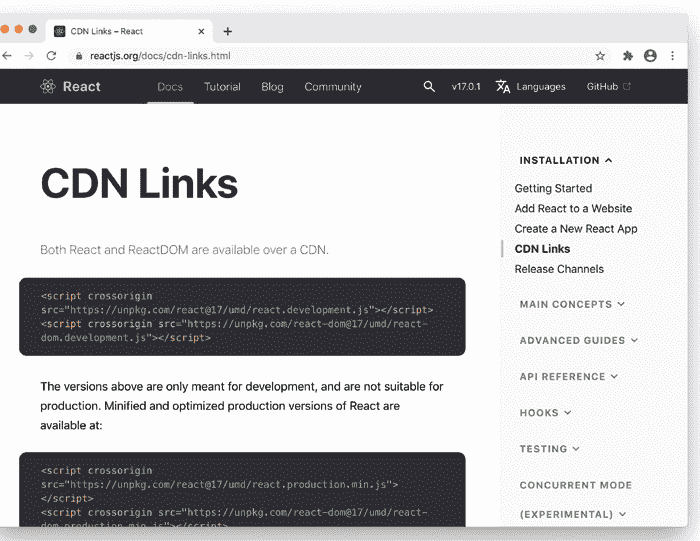 CDN Links – React
reactjs.org/docs/cdn-links.html
React
Docs
Tutorial
Blog
Community
v17.0.1
Languages
GitHub
CDN Links
Both React and ReactDOM are available over a CDN.
<script crossorigin
src="https://unpkg.com/react@17/umd/react.development.js"></script>
<script crossorigin src="https://unpkg.com/react-dom@17/umd/react-
dom.development.js"></script>
The versions above are only meant for development, and are not suitable for
production. Minified and optimized production versions of React are
available at:
<script crossorigin
src="https://unpkg.com/react@17/umd/react.production.min.js">
</script>
<script crossorigin src="https://unpkg.com/react-dom@17/umd/react-
dom.production.min.js"></script>
INSTALLATION
Getting Started
Add React to a Website
Create a New React App
CDN Links
Release Channels
MAIN CONCEPTS
ADVANCED GUIDES
API REFERENCE
HOOKS
TESTING
CONCURRENT MODE
(EXPERIMENTAL)